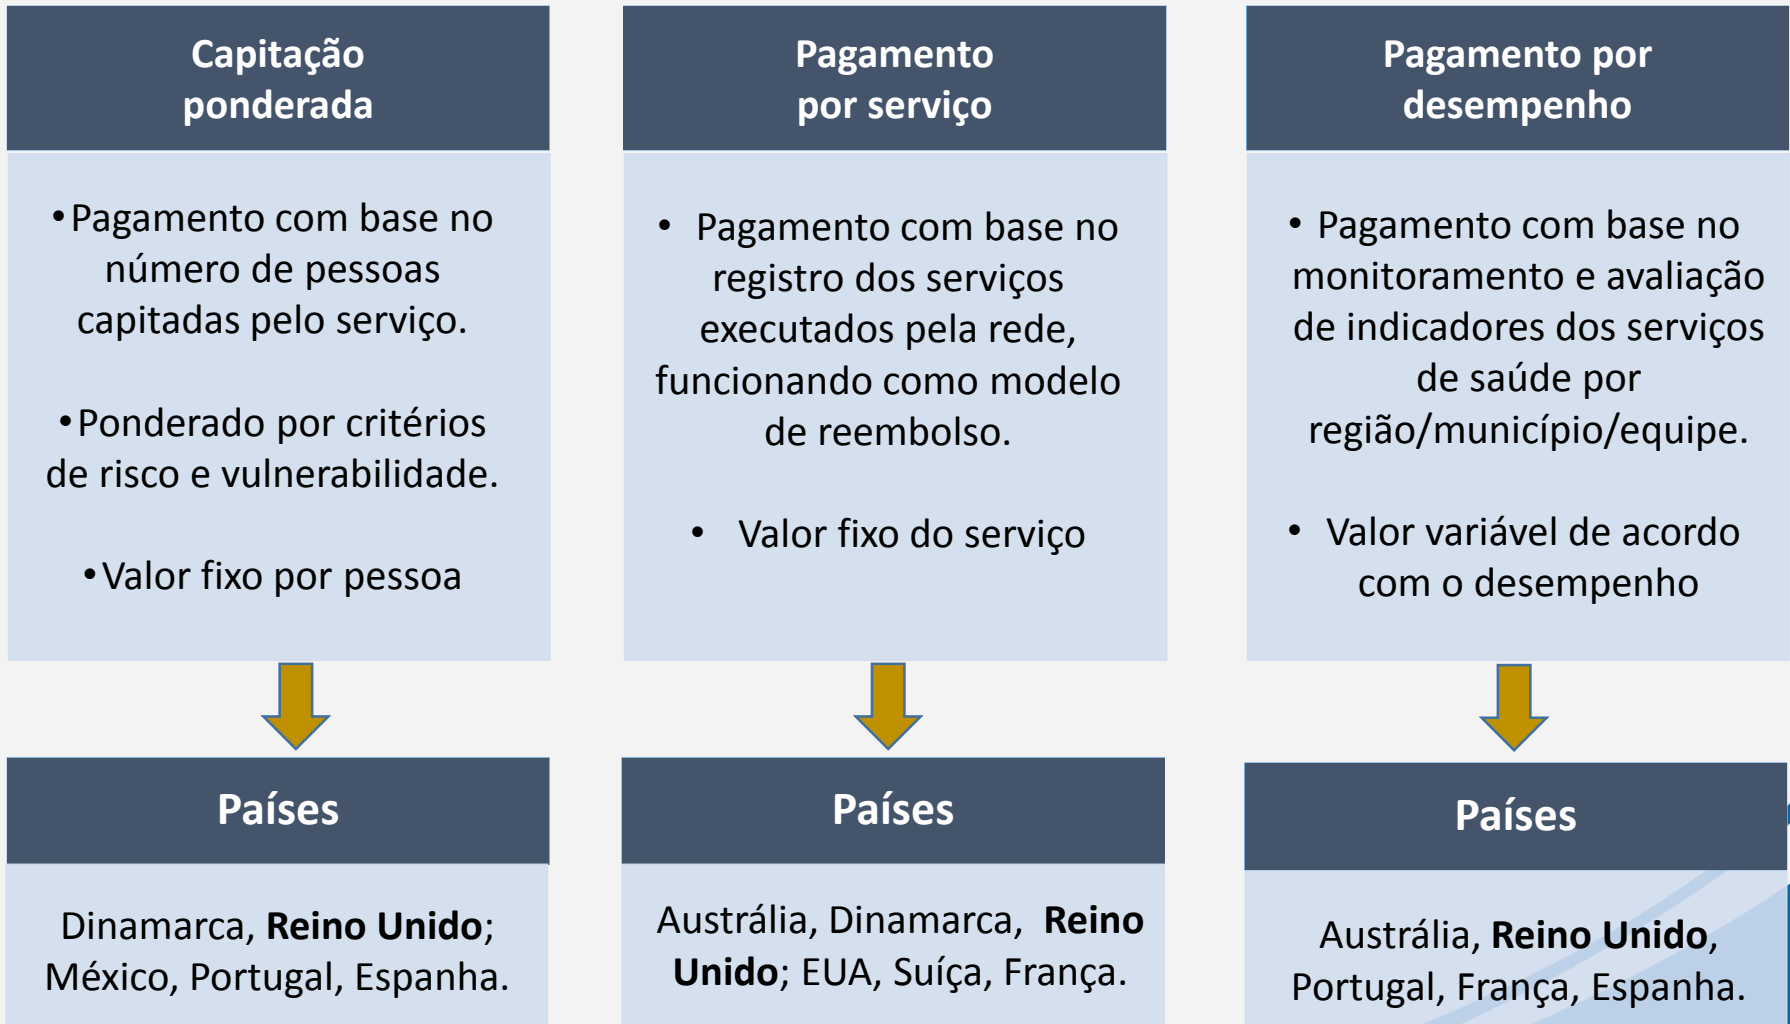 Capitação
ponderada
•Pagamento com base no
número de pessoas
capitadas pelo serviço.
•Ponderado por critérios
de risco e vulnerabilidade.
•Valor fixo por pessoa
Países
Dinamarca, Reino Unido;
México, Portugal, Espanha.
Pagamento
por serviço
• Pagamento com base no
registro dos serviços
executados pela rede,
funcionando como modelo
de reembolso.
• Valor fixo do serviço
Países
Austrália, Dinamarca, Reino
Unido; EUA, Suíça, França.
Pagamento por
desempenho
• Pagamento com base no
monitoramento e avaliação
de indicadores dos serviços
de saúde por
região/município/equipe.
• Valor variável de acordo
com o desempenho
Países
Austrália, Reino Unido,
Portugal, França, Espanha.